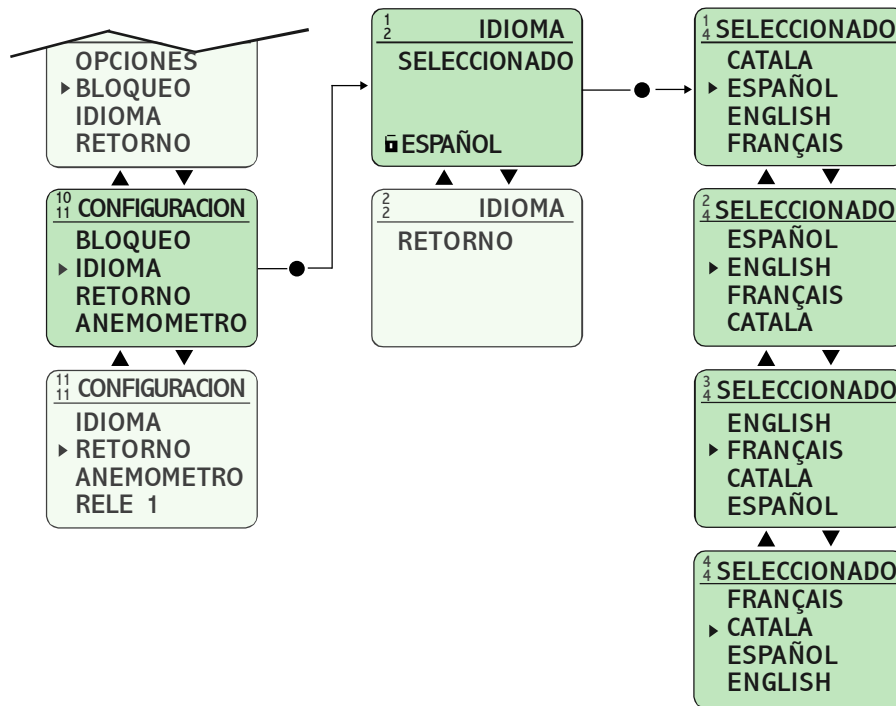 OPCIONES
BLOQUEO
IDIOMA
RETORNO
10
11 CONFIGURACION
BLOQUEO
IDIOMA
RETORNO
ANEMOMETRO
11
11 CONFIGURACION
IDIOMA
RETORNO
ANEMOMETRO
RELE 1
1
2 IDIOMA
SELECCIONADO
ESPAÑOL
2
2 IDIOMA
RETORNO
1
4 SELECCIONADO
CATALA
ESPAÑOL
ENGLISH
FRANÇAIS
2
4 SELECCIONADO
ESPAÑOL
ENGLISH
FRANÇAIS
CATALA
3
4 SELECCIONADO
ENGLISH
FRANÇAIS
CATALA
ESPAÑOL
4
4 SELECCIONADO
FRANÇAIS
CATALA
ESPAÑOL
ENGLISH